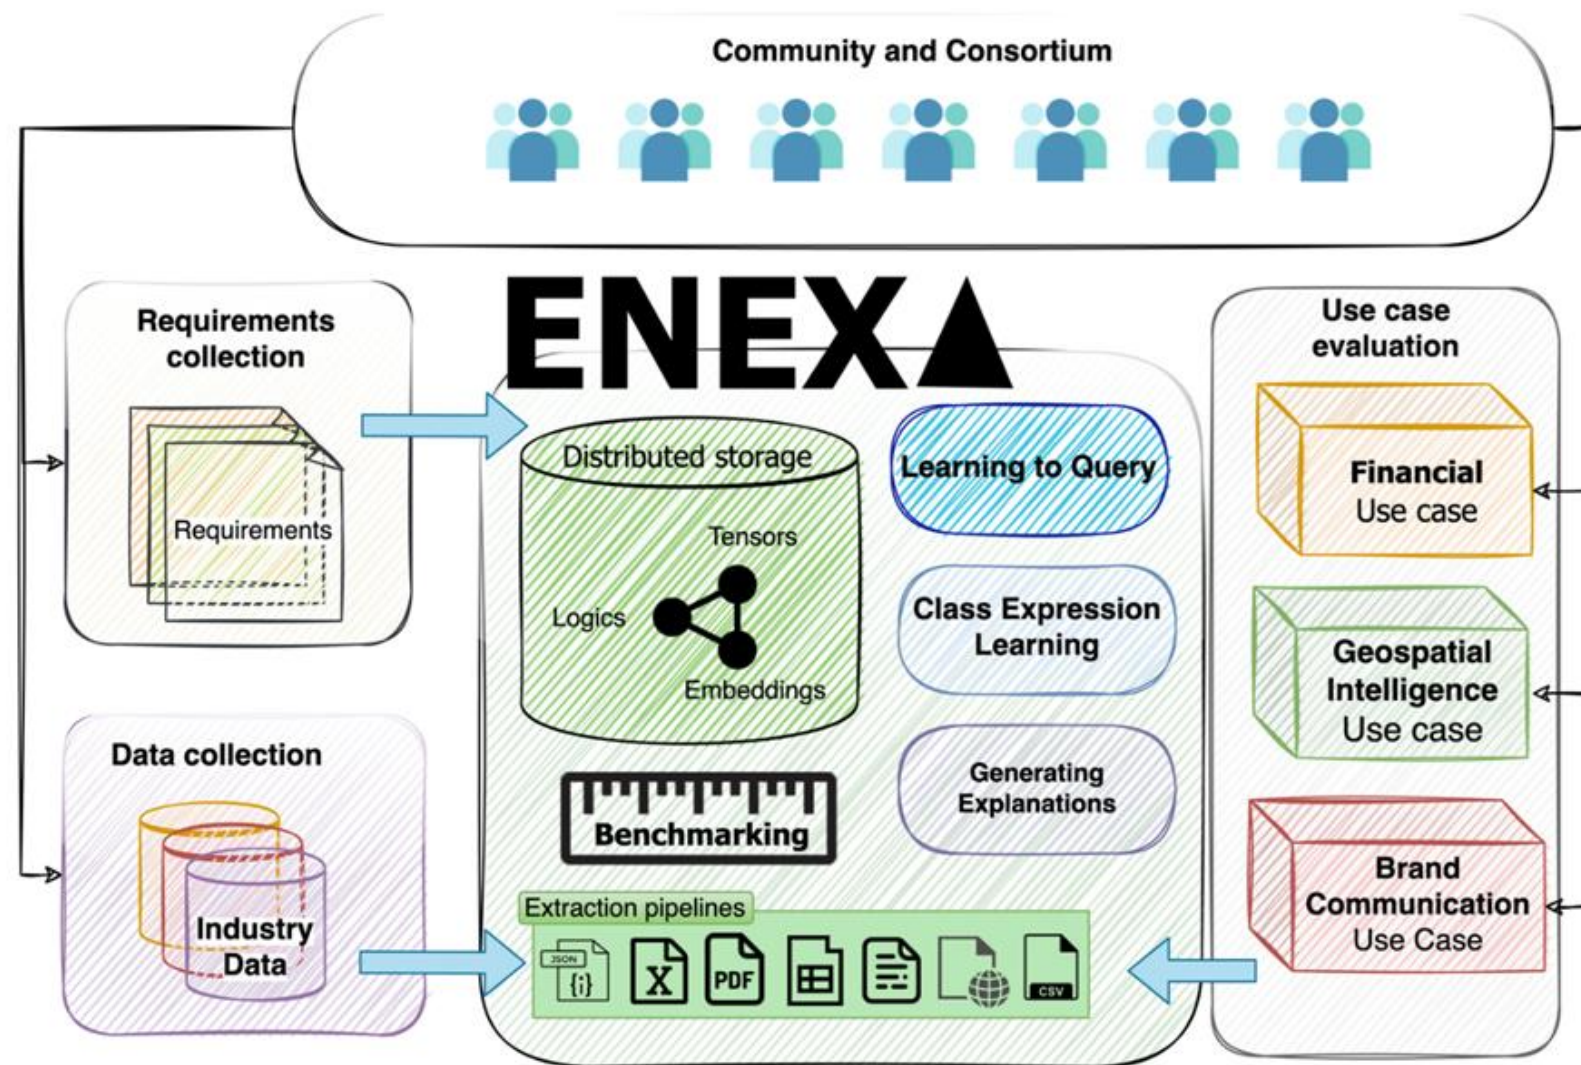 Community and Consortium
ENEXA
Requirements
collection
Requirements
Data collection
Industry
Data
Distributed storage
Tensors
Logics
Embeddings
Benchmarking
Learning to Query
Class Expression
Learning
Generating
Explanations
Extraction pipelines
JSON
{i}
X
PDF
CSV
Use case
evaluation
Financial
Use case
Geospatial
Intelligence
Use case
Brand
Communication
Use Case